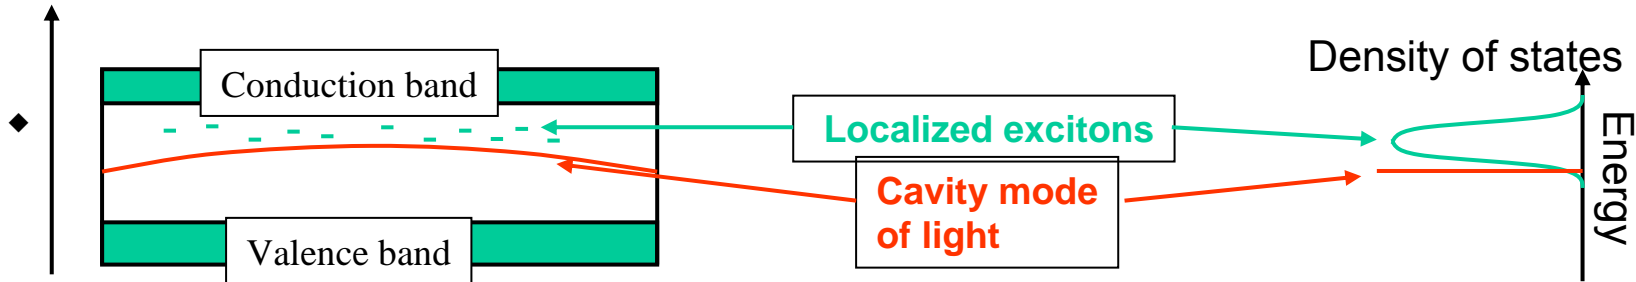 Density of states
Conduction band
Localized excitons
Cavity mode
of light
Valence band
Energy